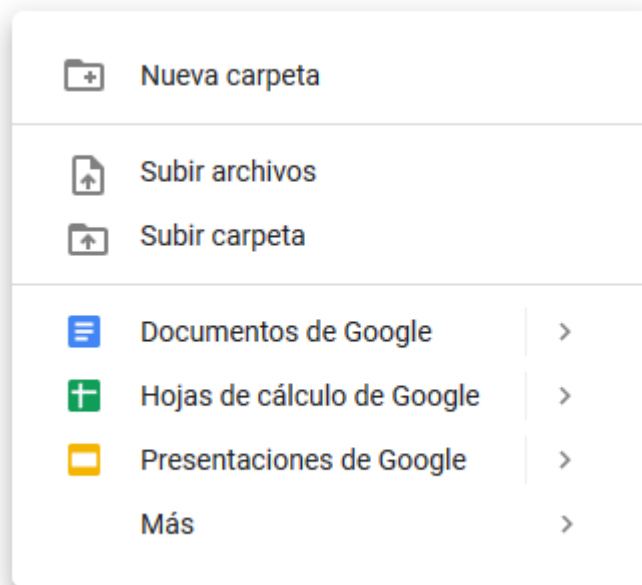 Nueva carpeta
Subir archivos
Subir carpeta
Documentos de Google
Hojas de cálculo de Google
Presentaciones de Google
Más